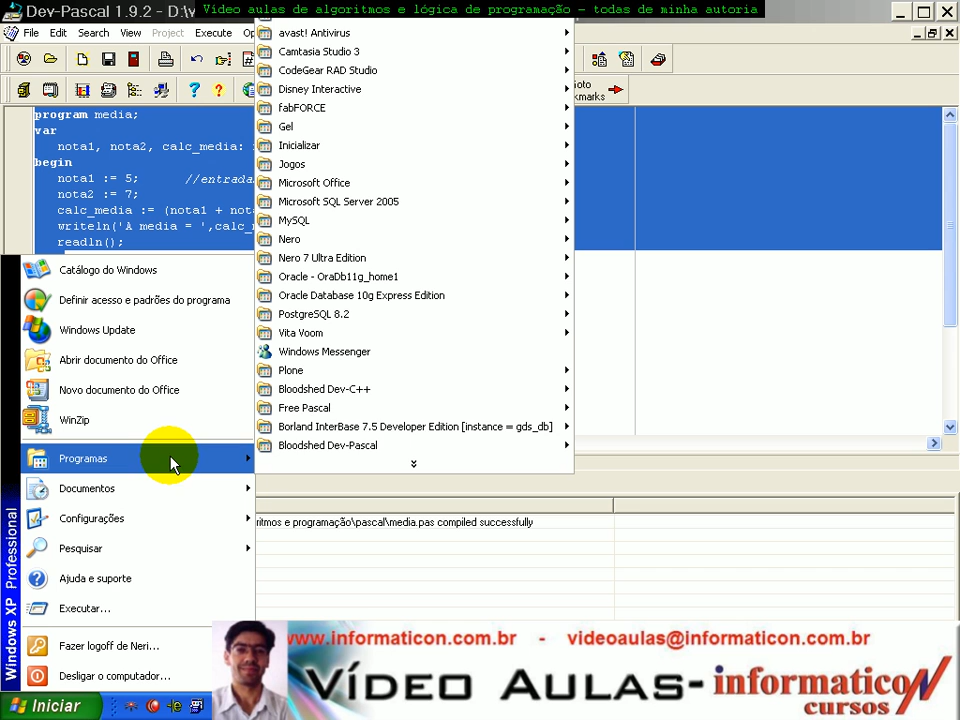 Dev-Pascal 1.9.2 - D:\v
Vídeo aulas de algoritmos e lógica de programação - todas de minha autoria
File Edit Search View Project Execute
program media;
var
nota1, nota2, calc_media:
begin
nota1 := 5; //entrada
nota2 := 7;
calc_media := (nota1 + not
writeln('A media = ',calc_m
readln();
avast! Antivirus
Camtasia Studio 3
CodeGear RAD Studio
Disney Interactive
fabFORCE
Gel
Inicializar
Jogos
Microsoft Office
Microsoft SQL Server 2005
MySQL
Nero
Nero 7 Ultra Edition
Oracle - OraDb11g_home1
Oracle Database 10g Express Edition
PostgreSQL 8.2
Vita Voom
Windows Messenger
Plone
Bloodshed Dev-C++
Free Pascal
Borland InterBase 7.5 Developer Edition [instance = gds_db]
Bloodshed Dev-Pascal
oto
kmarks
Catálogo do Windows
Definir acesso e padrões do programa
Windows Update
Abrir documento do Office
Novo documento do Office
WinZip
Programas
Documentos
Configurações
Pesquisar
Ajuda e suporte
Executar...
Fazer logoff de Neri...
Desligar o computador...
Windows XP Professional
ritmos e programação\pascal\media.pas compiled successfully
www.informaticon.com.br - videoaulas@informaticon.com.br
Vídeo Aulas-informaticon
cursos
Iniciar